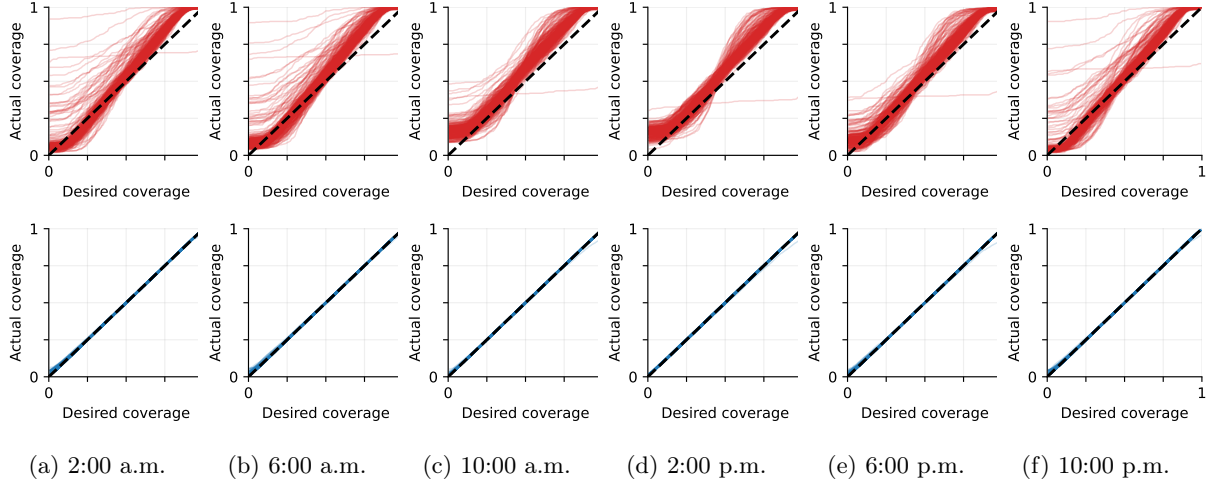 1 1 1 1 1 1
Actual coverage Actual coverage Actual coverage Actual coverage Actual coverage Actual coverage
0 0 0 0 0 0
0 0 0 0 0 0 1
Desired coverage Desired coverage Desired coverage Desired coverage Desired coverage Desired coverage
1 1 1 1 1 1
Actual coverage Actual coverage Actual coverage Actual coverage Actual coverage Actual coverage
0 0 0 0 0 0
0 0 0 0 0 0 1
Desired coverage Desired coverage Desired coverage Desired coverage Desired coverage Desired coverage
(a) 2:00 a.m. (b) 6:00 a.m. (c) 10:00 a.m. (d) 2:00 p.m. (e) 6:00 p.m. (f) 10:00 p.m.